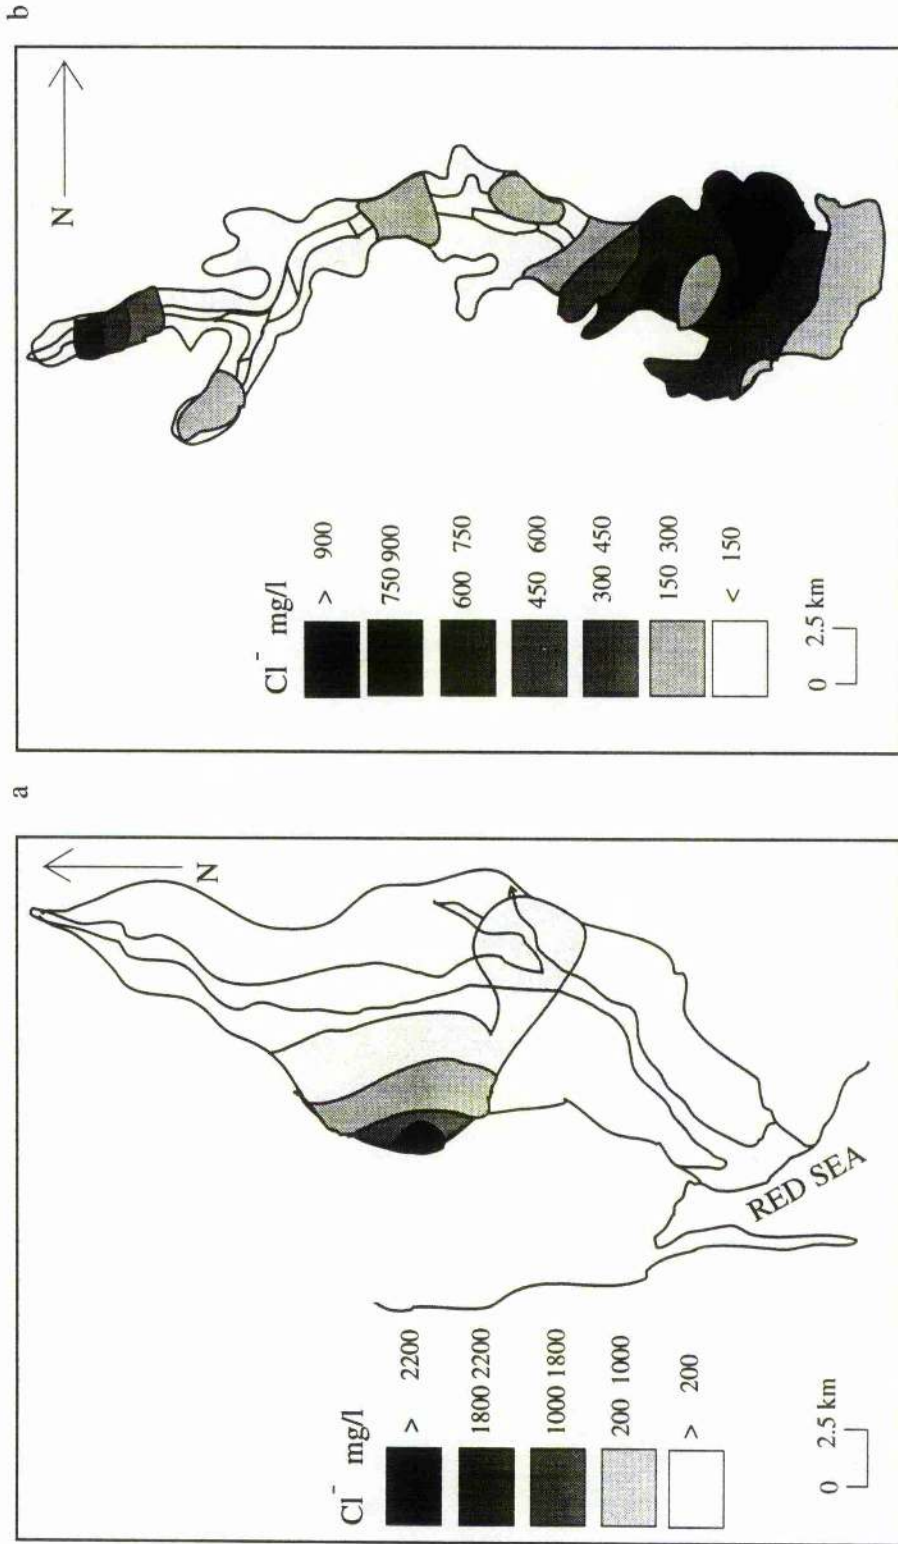 a
N
RED SEA
Cl⁻ mg/l
> 2200
1800 2200
1000 1800
200 1000
> 200
0 2.5 km
b
N
Cl⁻ mg/l
> 900
750 900
600 750
450 600
300 450
150 300
< 150
0 2.5 km